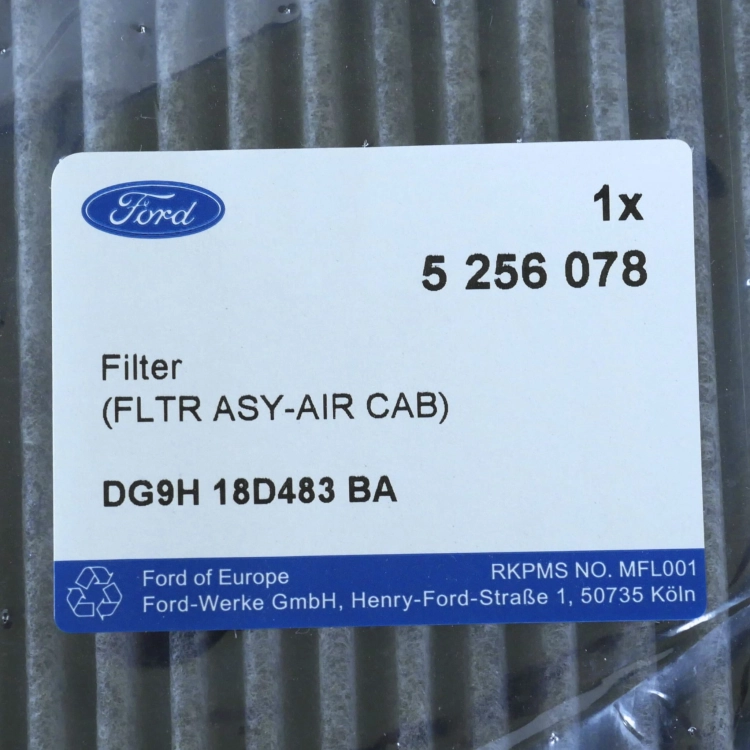 Ford
1x
5 256 078
Filter
(FLTR ASY-AIR CAB)
DG9H 18D483 BA
Ford of Europe RKPMS NO. MFL001
Ford-Werke GmbH, Henry-Ford-Straße 1, 50735 Köln